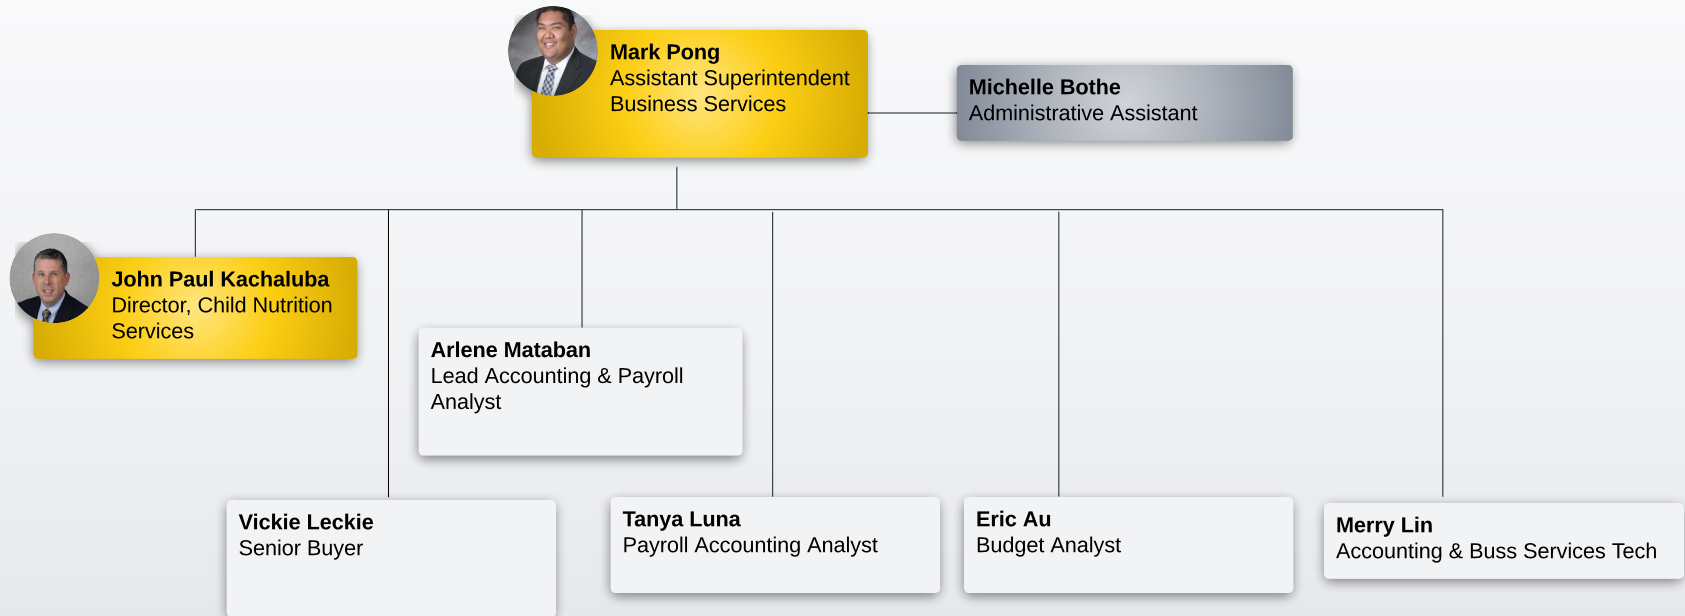 Mark Pong
Assistant Superintendent
Business Services
Michelle Bothe
Administrative Assistant
John Paul Kachaluba
Director, Child Nutrition
Services
Arlene Mataban
Lead Accounting & Payroll
Analyst
Vickie Leckie
Senior Buyer
Tanya Luna
Payroll Accounting Analyst
Eric Au
Budget Analyst
Merry Lin
Accounting & Buss Services Tech